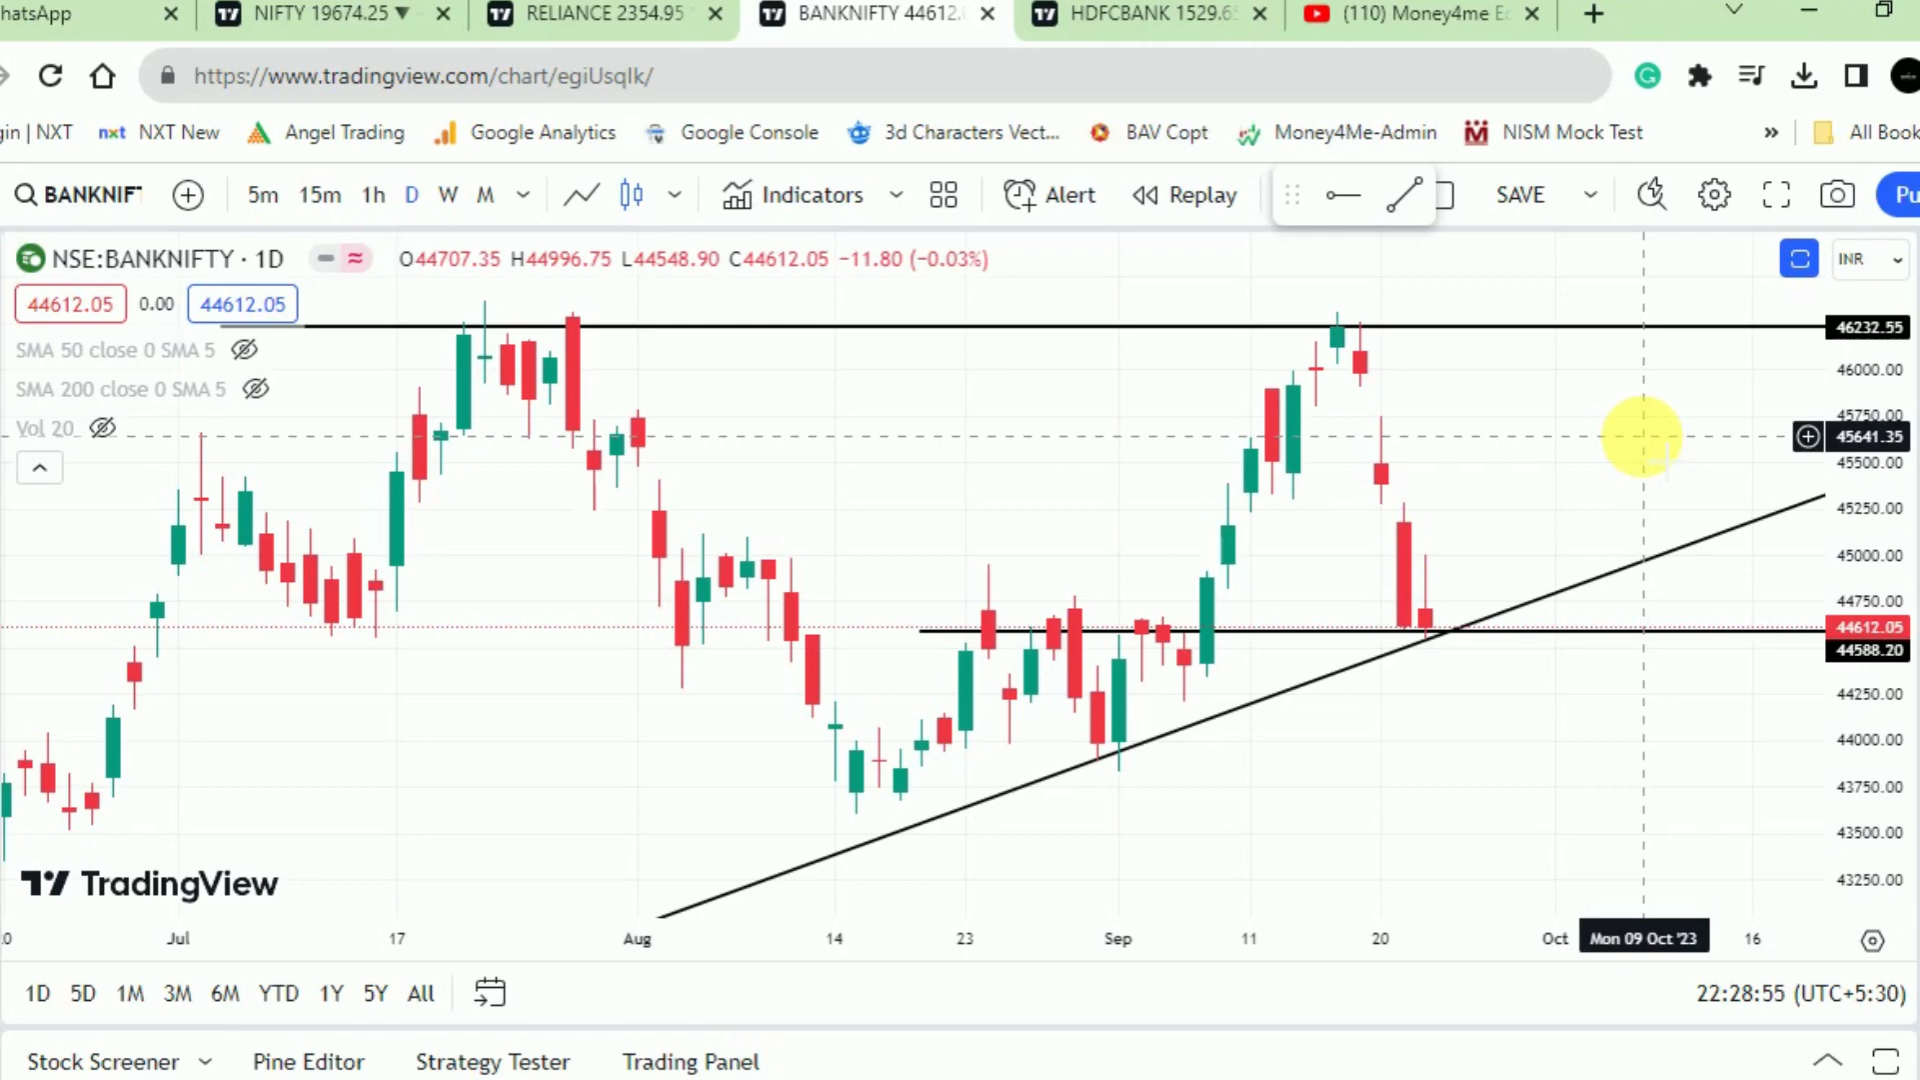 hatsApp
NIFTY 19674.25 ▼
RELIANCE 2354.95
BANKNIFTY 44612.
HDFCBANK 1529.6
(110) Money4me E
https://www.tradingview.com/chart/egiUsqlk/
gin | NXT
nxt NXT New
Angel Trading
Google Analytics
Google Console
3d Characters Vect...
BAV Copt
Money4Me-Admin
NISM Mock Test
»
All Book
BANKNIF
5m 15m 1h D W M
Indicators
Alert
Replay
SAVE
Pu
NSE:BANKNIFTY · 1D
O44707.35 H44996.75 L44548.90 C44612.05 −11.80 (−0.03%)
INR
44612.05 0.00 44612.05
SMA 50 close 0 SMA 5
SMA 200 close 0 SMA 5
Vol 20
46232.55
46000.00
45750.00
45641.35
45500.00
45250.00
45000.00
44750.00
44612.05
44588.20
44250.00
44000.00
43750.00
43500.00
43250.00
TradingView
0 Jul 17 Aug 14 23 Sep 11 20 Oct Mon 09 Oct '23 16
1D 5D 1M 3M 6M YTD 1Y 5Y All
22:28:55 (UTC+5:30)
Stock Screener
Pine Editor
Strategy Tester
Trading Panel